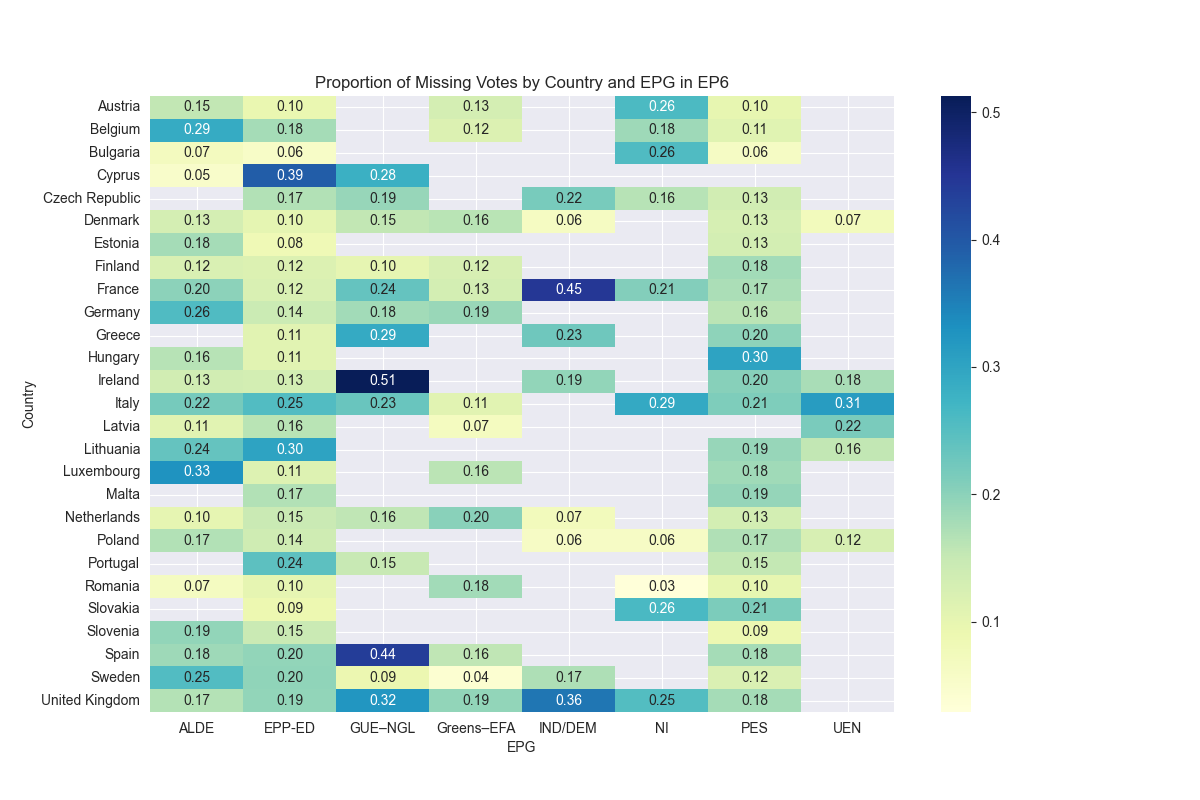 Proportion of Missing Votes by Country and EPG in EP6
Austria 0.15 0.10 0.13 0.26 0.10
Belgium 0.29 0.18 0.12 0.18 0.11
Bulgaria 0.07 0.06 0.26 0.06
Cyprus 0.05 0.39 0.28
Czech Republic 0.17 0.19 0.22 0.16 0.13
Denmark 0.13 0.10 0.15 0.16 0.06 0.13 0.07
Estonia 0.18 0.08 0.13
Finland 0.12 0.12 0.10 0.12 0.18
France 0.20 0.12 0.24 0.13 0.45 0.21 0.17
Germany 0.26 0.14 0.18 0.19 0.16
Greece 0.11 0.29 0.23 0.20
Hungary 0.16 0.11 0.30
Ireland 0.13 0.13 0.51 0.19 0.20 0.18
Italy 0.22 0.25 0.23 0.11 0.29 0.21 0.31
Latvia 0.11 0.16 0.07 0.22
Lithuania 0.24 0.30 0.19 0.16
Luxembourg 0.33 0.11 0.16 0.18
Malta 0.17 0.19
Netherlands 0.10 0.15 0.16 0.20 0.07 0.13
Poland 0.17 0.14 0.06 0.06 0.17 0.12
Portugal 0.24 0.15 0.15
Romania 0.07 0.10 0.18 0.03 0.10
Slovakia 0.09 0.26 0.21
Slovenia 0.19 0.15 0.09
Spain 0.18 0.20 0.44 0.16 0.18
Sweden 0.25 0.20 0.09 0.04 0.17 0.12
United Kingdom 0.17 0.19 0.32 0.19 0.36 0.25 0.18
ALDE EPP-ED GUE–NGL Greens–EFA IND/DEM NI PES UEN
EPG
Country
0.5
0.4
0.3
0.2
0.1